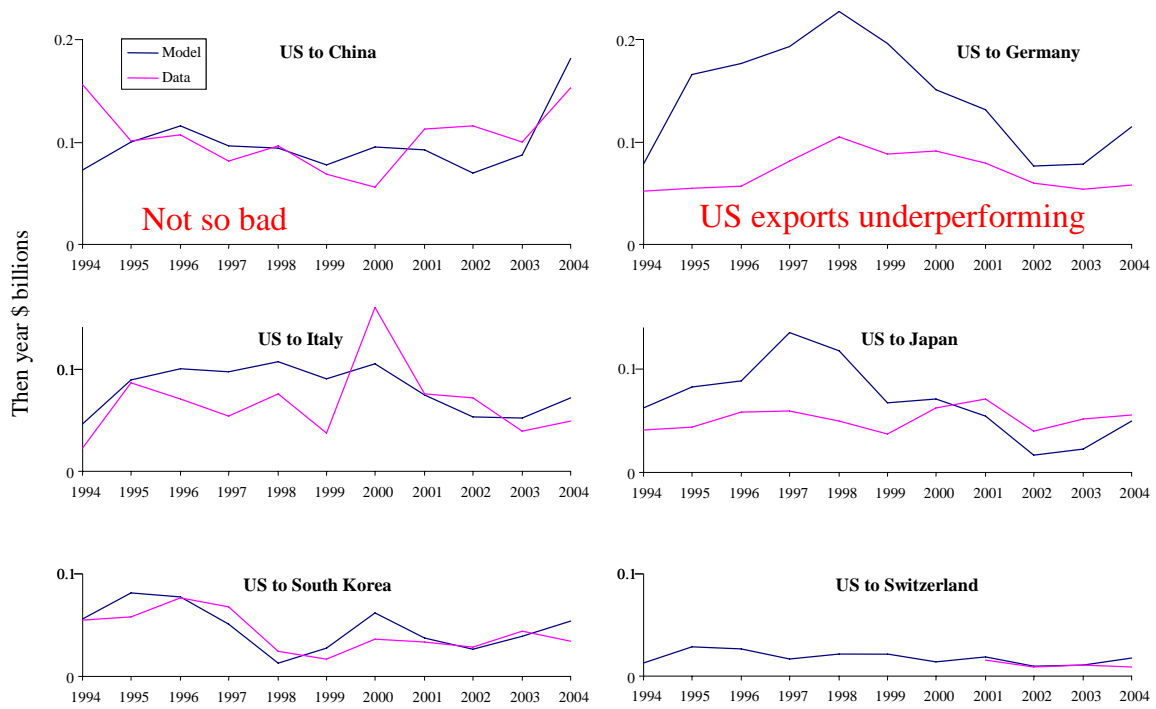 Then year $ billions
US to China
Model
Data
0.2
0.1
0
Not so bad
1994 1995 1996 1997 1998 1999 2000 2001 2002 2003 2004
US to Germany
0.2
0.1
0
US exports underperforming
1994 1995 1996 1997 1998 1999 2000 2001 2002 2003 2004
US to Italy
0.1
0
1994 1995 1996 1997 1998 1999 2000 2001 2002 2003 2004
US to Japan
0.1
0
1994 1995 1996 1997 1998 1999 2000 2001 2002 2003 2004
US to South Korea
0.1
0
1994 1995 1996 1997 1998 1999 2000 2001 2002 2003 2004
US to Switzerland
0.1
0
1994 1995 1996 1997 1998 1999 2000 2001 2002 2003 2004